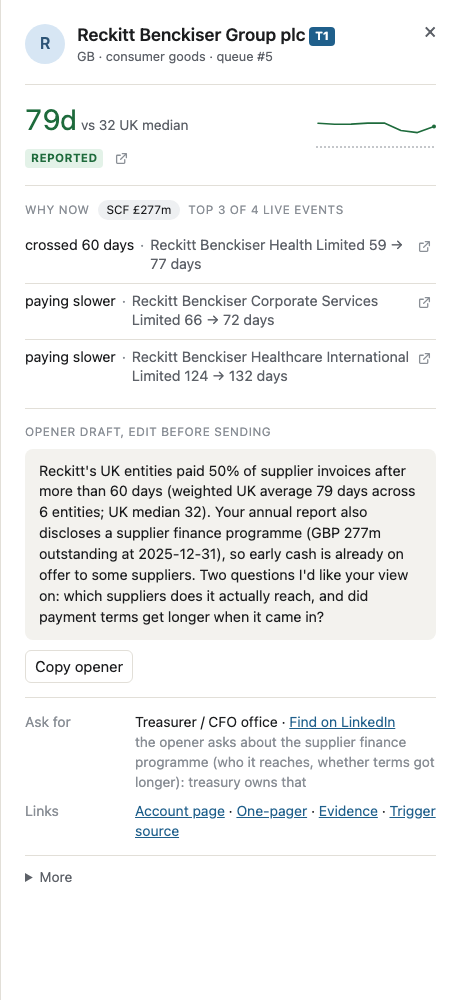 R
Reckitt Benckiser Group plc T1
×
GB · consumer goods · queue #5
79d vs 32 UK median
REPORTED
WHY NOW SCF £277m TOP 3 OF 4 LIVE EVENTS
crossed 60 days · Reckitt Benckiser Health Limited 59 →
77 days
paying slower · Reckitt Benckiser Corporate Services
Limited 66 → 72 days
paying slower · Reckitt Benckiser Healthcare International
Limited 124 → 132 days
OPENER DRAFT, EDIT BEFORE SENDING
Reckitt's UK entities paid 50% of supplier invoices after
more than 60 days (weighted UK average 79 days across
6 entities; UK median 32). Your annual report also
discloses a supplier finance programme (GBP 277m
outstanding at 2025-12-31), so early cash is already on
offer to some suppliers. Two questions I'd like your view
on: which suppliers does it actually reach, and did
payment terms get longer when it came in?
Copy opener
Ask for Treasurer / CFO office · Find on LinkedIn
the opener asks about the supplier finance
programme (who it reaches, whether terms got
longer): treasury owns that
Links Account page · One-pager · Evidence · Trigger
source
▶ More